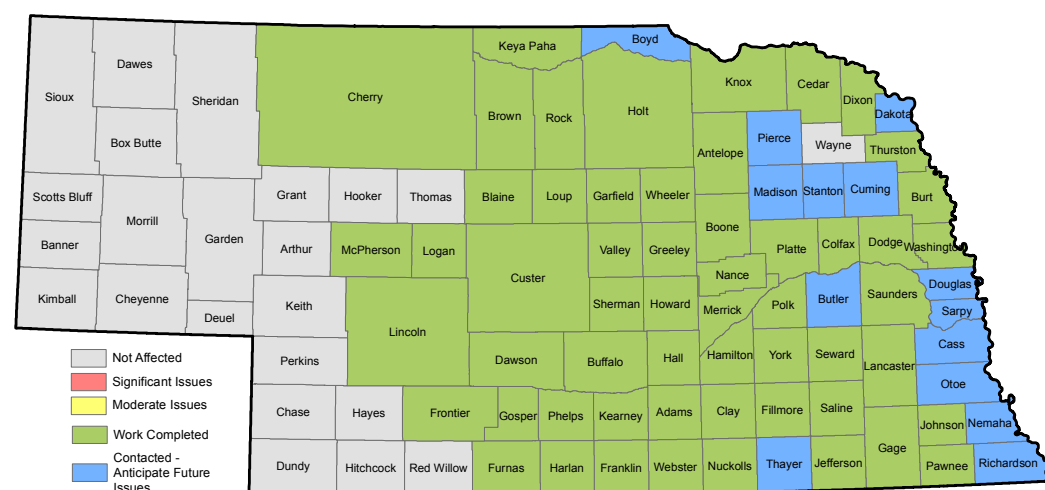 Boyd
Keya Paha
Dawes
Knox
Cedar
Sioux
Cherry
Sheridan
Dixon
Holt
Brown
Rock
Dakota
Pierce
Box Butte
Wayne
Thurston
Antelope
Scotts Bluff
Grant
Hooker
Thomas
Blaine
Loup
Garfield
Wheeler
Madison
Stanton
Cuming
Burt
Morrill
Boone
Garden
Banner
Arthur
McPherson
Logan
Valley
Greeley
Platte
Colfax
Dodge
Washington
Custer
Nance
Douglas
Kimball
Cheyenne
Keith
Sherman
Howard
Merrick
Polk
Butler
Saunders
Sarpy
Deuel
Lincoln
Cass
Not Affected
Perkins
Dawson
Buffalo
Hall
Hamilton
York
Seward
Lancaster
Significant Issues
Otoe
Moderate Issues
Chase
Hayes
Frontier
Gosper
Phelps
Kearney
Adams
Clay
Fillmore
Saline
Johnson
Nemaha
Work Completed
Gage
Contacted -
Anticipate Future
Issues
Dundy
Hitchcock
Red Willow
Furnas
Harlan
Franklin
Webster
Nuckolls
Thayer
Jefferson
Pawnee
Richardson